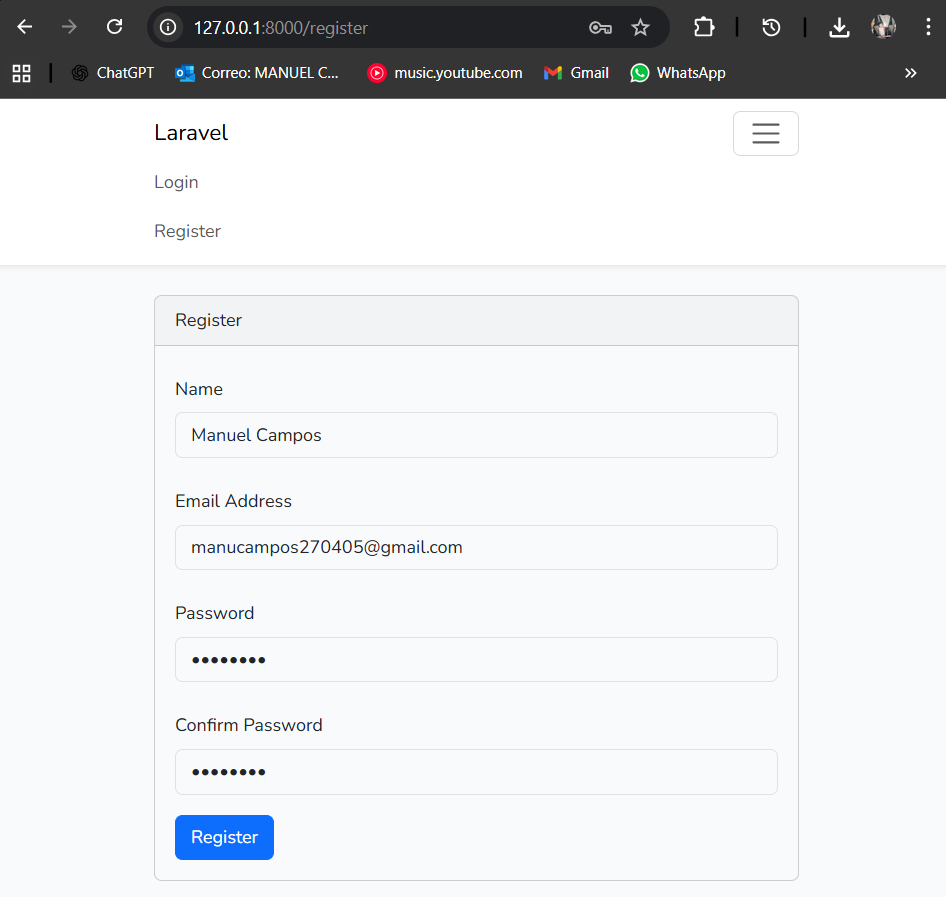 127.0.0.1:8000/register
ChatGPT Correo: MANUEL C... music.youtube.com Gmail WhatsApp »
Laravel
Login
Register
Register
Name
Manuel Campos
Email Address
manucampos270405@gmail.com
Password
••••••••
Confirm Password
••••••••
Register